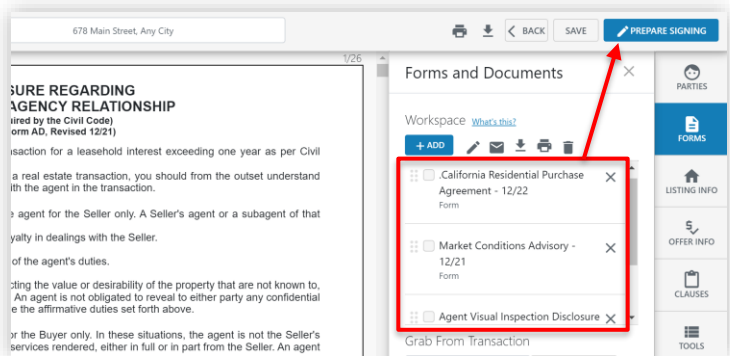 678 Main Street, Any City
BACK
SAVE
PREPARE SIGNING
1/26
SURE REGARDING
AGENCY RELATIONSHIP
uired by the Civil Code)
orm AD, Revised 12/21)
saction for a leasehold interest exceeding one year as per Civil
a real estate transaction, you should from the outset understand
ith the agent in the transaction.
agent for the Seller only. A Seller's agent or a subagent of that
yalty in dealings with the Seller.
of the agent's duties.
cting the value or desirability of the property that are not known to,
An agent is not obligated to reveal to either party any confidential
e the affirmative duties set forth above.
or the Buyer only. In these situations, the agent is not the Seller's
services rendered, either in full or in part from the Seller. An agent
Forms and Documents
Workspace What's this?
+ ADD
.California Residential Purchase
Agreement - 12/22
Form
Market Conditions Advisory -
12/21
Form
Agent Visual Inspection Disclosure
Grab From Transaction
PARTIES
FORMS
LISTING INFO
OFFER INFO
CLAUSES
TOOLS